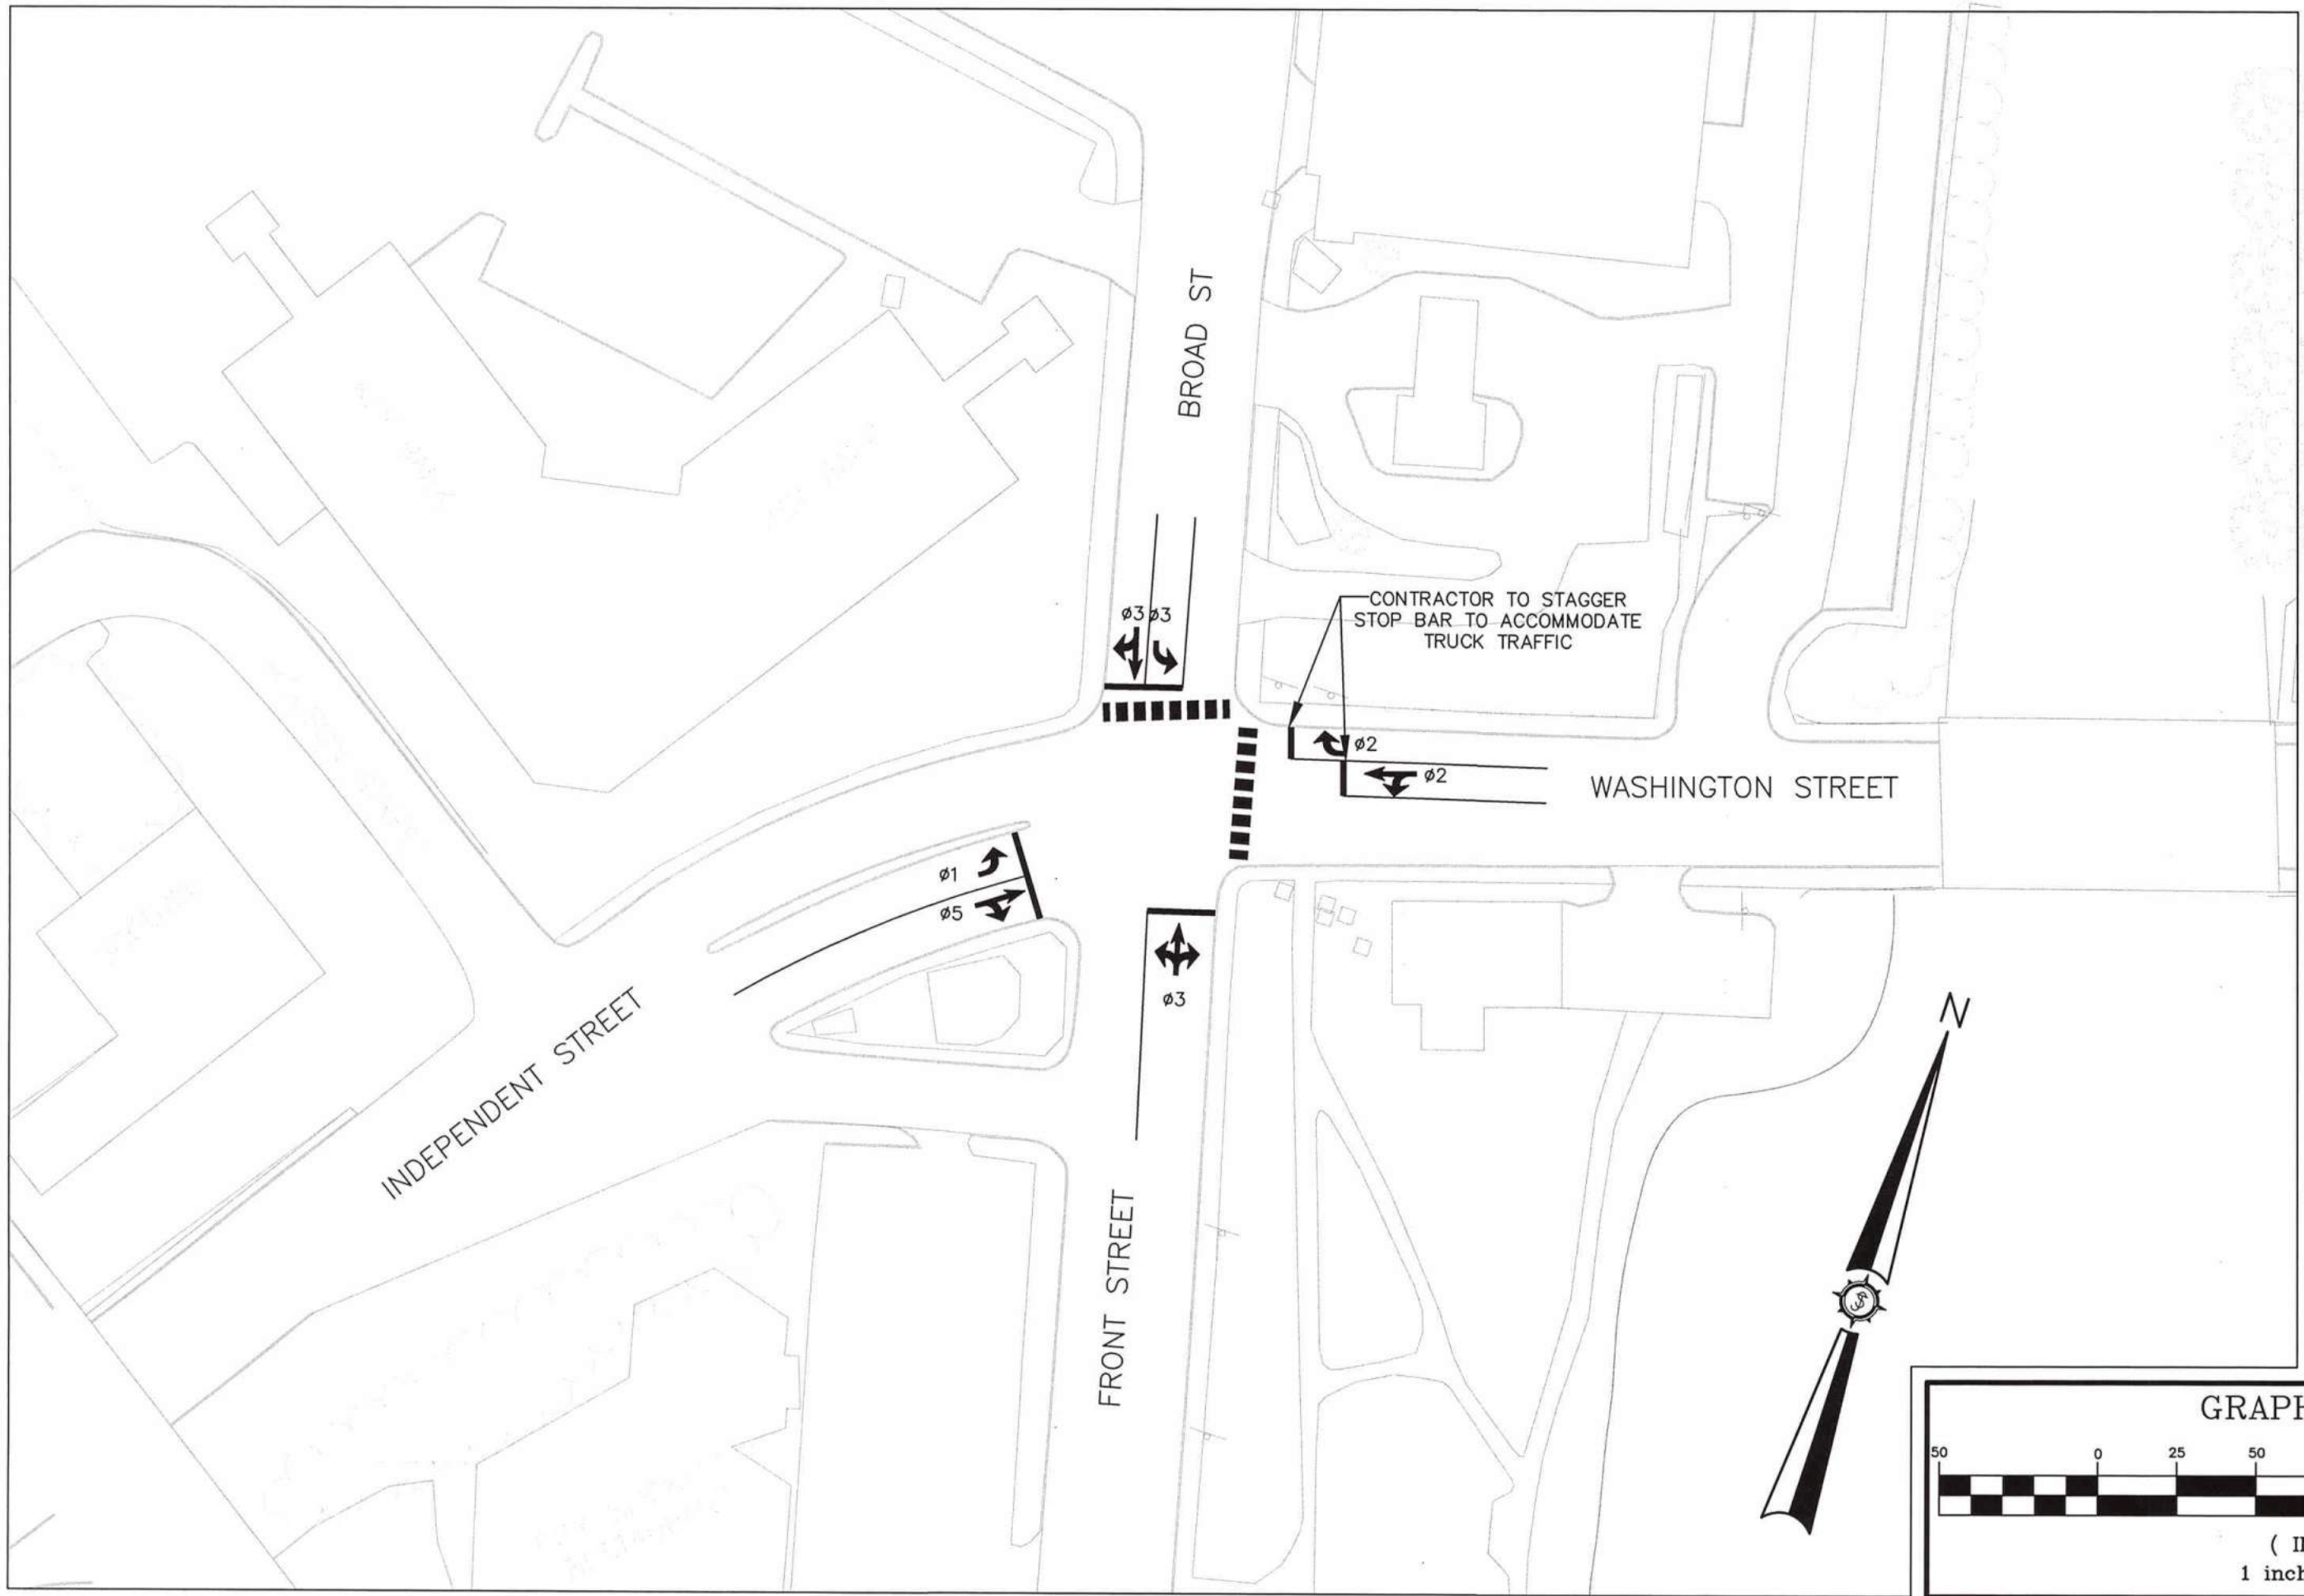 BROAD ST
ø3 ø3
CONTRACTOR TO STAGGER
STOP BAR TO ACCOMMODATE
TRUCK TRAFFIC
ø2
ø2
WASHINGTON STREET
ø1
ø5
ø3
INDEPENDENT STREET
FRONT STREET
N
GRAPH
50 0 25 50
( IN
1 inch